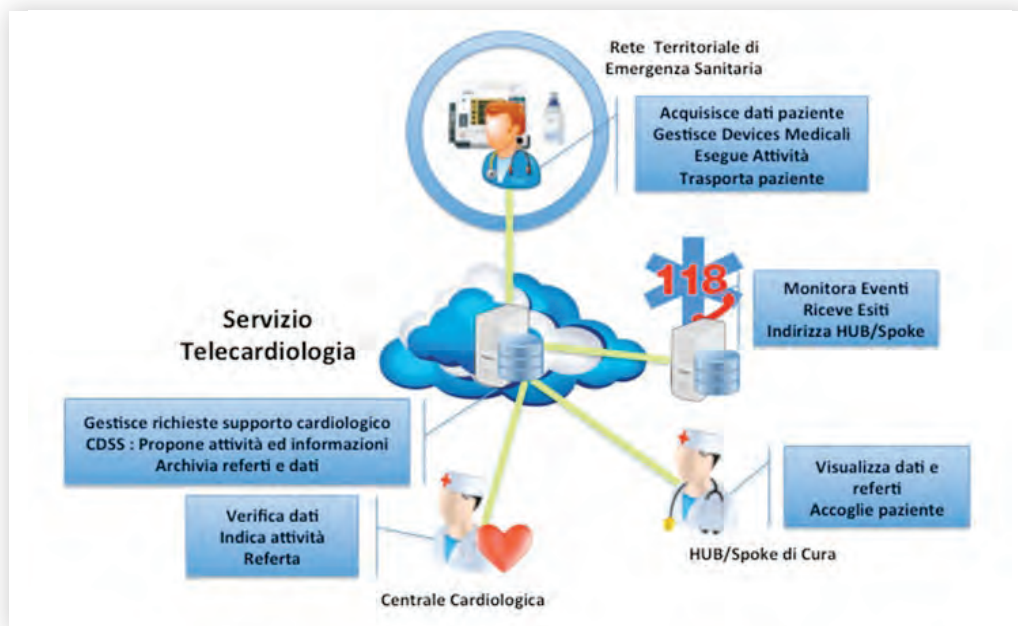 Rete Territoriale di
Emergenza Sanitaria
Acquisisce dati paziente
Gestisce Devices Medicali
Esegue Attività
Trasporta paziente
118
Monitora Eventi
Riceve Esiti
Indirizza HUB/Spoke
Servizio
Telecardiologia
Gestisce richieste supporto cardiologico
CDSS : Propone attività ed informazioni
Archivia referti e dati
Verifica dati
Indica attività
Referta
Centrale Cardiologica
Visualizza dati e
referti
Accoglie paziente
HUB/Spoke di Cura